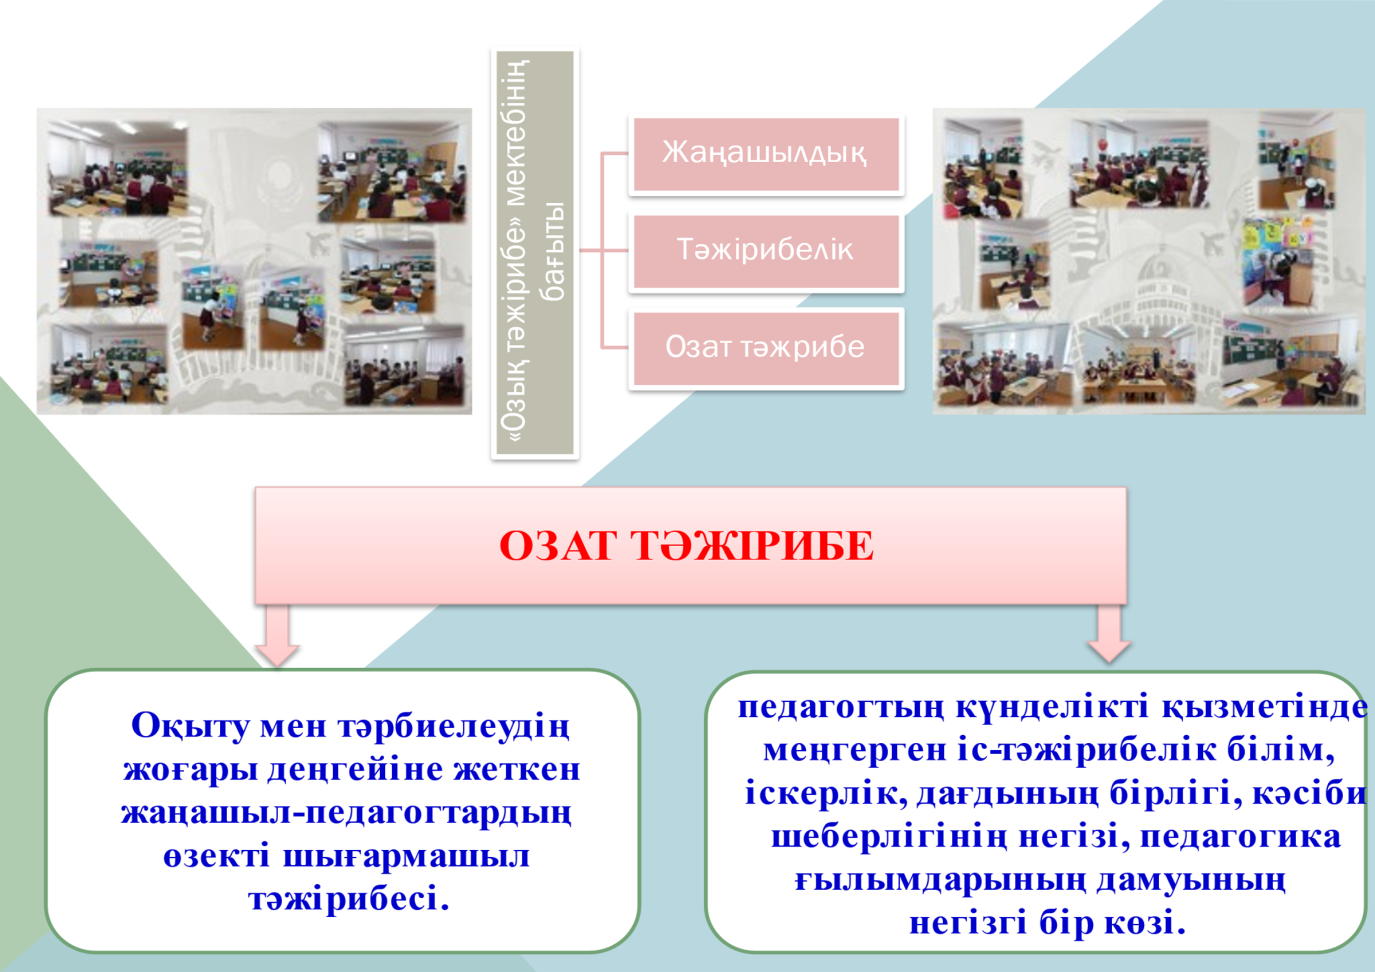 «Озық тәжірибе» мектебінің
бағыты
Жаңашылдық
Тәжірибелік
Озат тәжрибе
ОЗАТ ТӘЖІРИБЕ
Оқыту мен тәрбиелеудің
жоғары деңгейіне жеткен
жаңашыл-педагогтардың
өзекті шығармашыл
тәжірибесі.
педагогтың күнделікті қызметінде
меңгерген іс-тәжірибелік білім,
іскерлік, дағдының бірлігі, кәсіби
шеберлігінің негізі, педагогика
ғылымдарының дамуының
негізгі бір көзі.